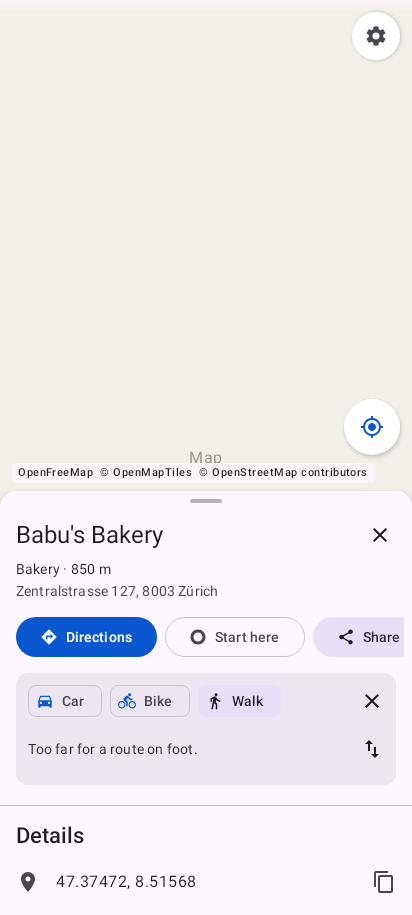 Map
OpenFreeMap © OpenMapTiles © OpenStreetMap contributors
Babu's Bakery
Bakery · 850 m
Zentralstrasse 127, 8003 Zürich
Directions Start here Share
Car Bike Walk
Too far for a route on foot.
Details
47.37472, 8.51568